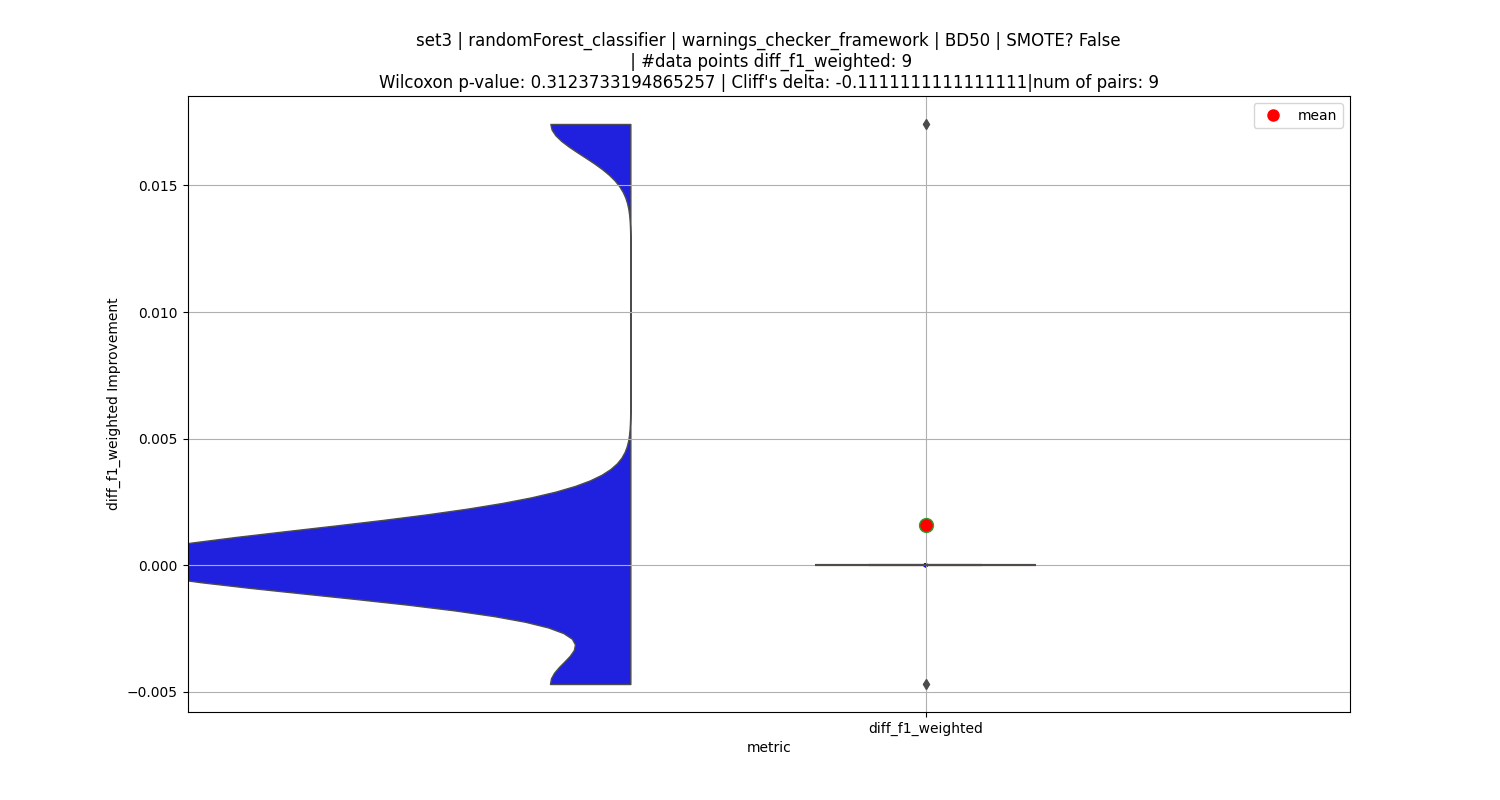 set3 | randomForest_classifier | warnings_checker_framework | BD50 | SMOTE? False
| #data points diff_f1_weighted: 9
Wilcoxon p-value: 0.3123733194865257 | Cliff's delta: -0.1111111111111111|num of pairs: 9
mean
0.015
0.010
0.005
0.000
−0.005
diff_f1_weighted Improvement
diff_f1_weighted
metric